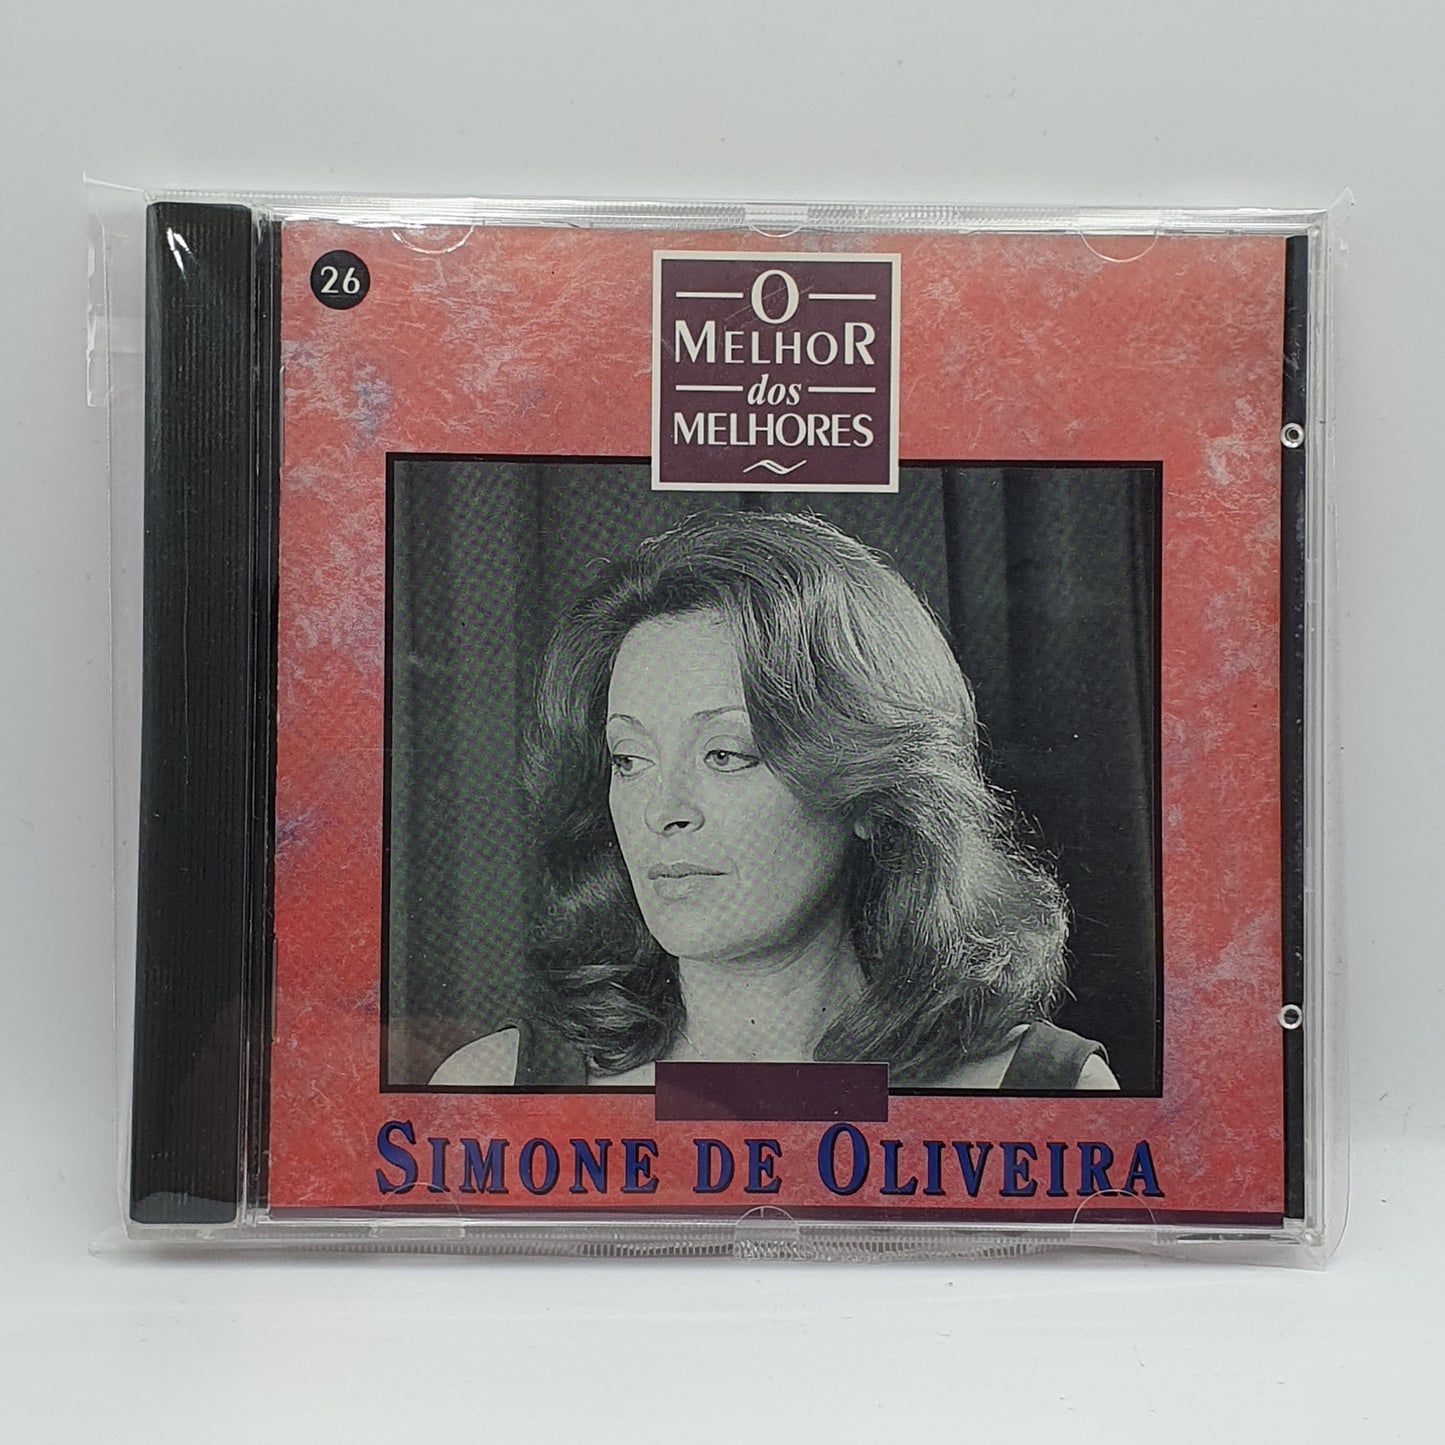 26
O
MELHOR
dos
MELHORES
SIMONE DE OLIVEIRA